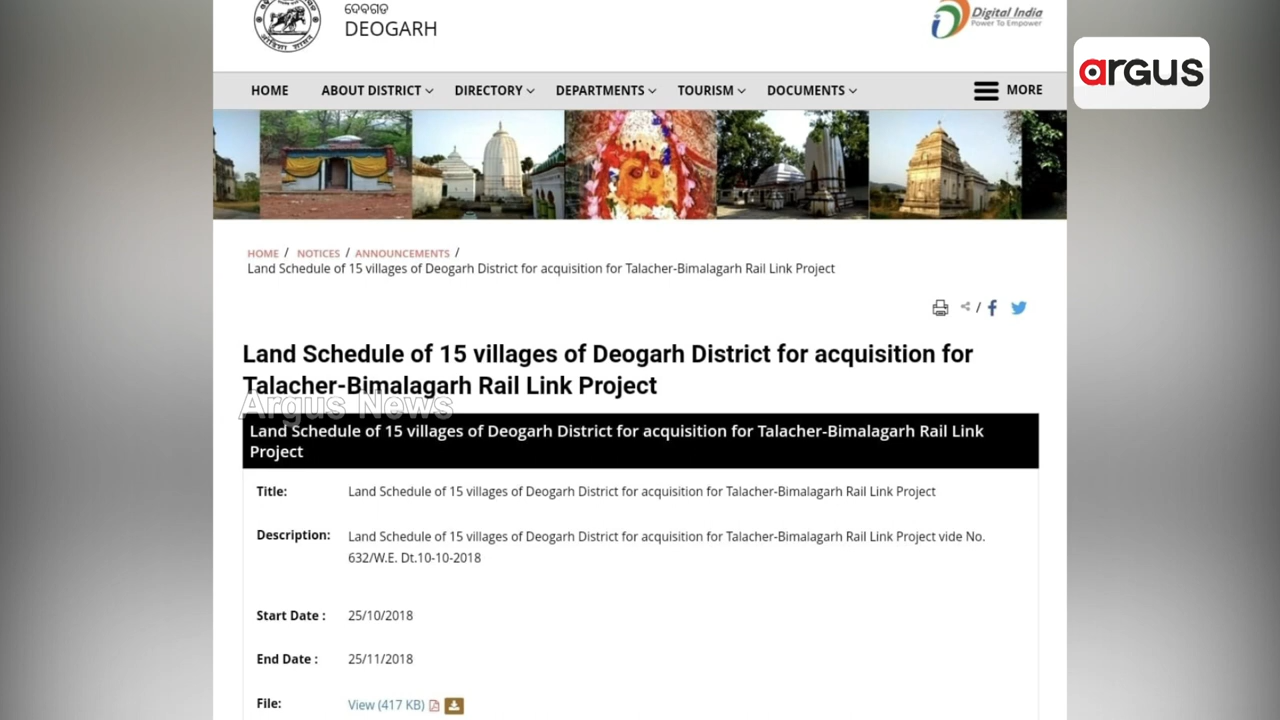 ଦେବଗଡ
DEOGARH
Digital India
Power To Empower
argus
HOME ABOUT DISTRICT DIRECTORY DEPARTMENTS TOURISM DOCUMENTS MORE
HOME / NOTICES / ANNOUNCEMENTS /
Land Schedule of 15 villages of Deogarh District for acquisition for Talacher-Bimalagarh Rail Link Project
Land Schedule of 15 villages of Deogarh District for acquisition for
Talacher-Bimalagarh Rail Link Project
Argus News
Land Schedule of 15 villages of Deogarh District for acquisition for Talacher-Bimalagarh Rail Link
Project
Title: Land Schedule of 15 villages of Deogarh District for acquisition for Talacher-Bimalagarh Rail Link Project
Description: Land Schedule of 15 villages of Deogarh District for acquisition for Talacher-Bimalagarh Rail Link Project vide No.
632/W.E. Dt.10-10-2018
Start Date : 25/10/2018
End Date : 25/11/2018
File: View (417 KB)